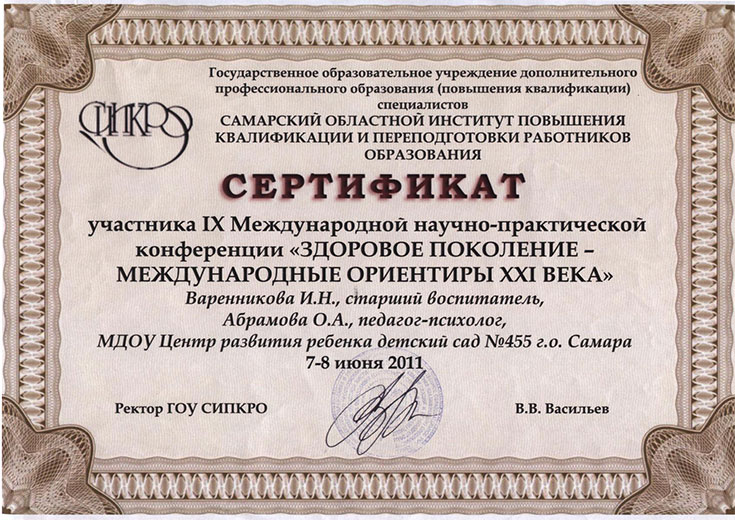 Государственное образовательное учреждение дополнительного
профессионального образования (повышения квалификации)
специалистов
СИПКРО
САМАРСКИЙ ОБЛАСТНОЙ ИНСТИТУТ ПОВЫШЕНИЯ
КВАЛИФИКАЦИИ И ПЕРЕПОДГОТОВКИ РАБОТНИКОВ
ОБРАЗОВАНИЯ
СЕРТИФИКАТ
участника IX Международной научно-практической
конференции «ЗДОРОВОЕ ПОКОЛЕНИЕ –
МЕЖДУНАРОДНЫЕ ОРИЕНТИРЫ XXI ВЕКА»
Варенникова И.Н., старший воспитатель,
Абрамова О.А., педагог-психолог,
МДОУ Центр развития ребенка детский сад №455 г.о. Самара
7-8 июня 2011
Ректор ГОУ СИПКРО
В.В. Васильев